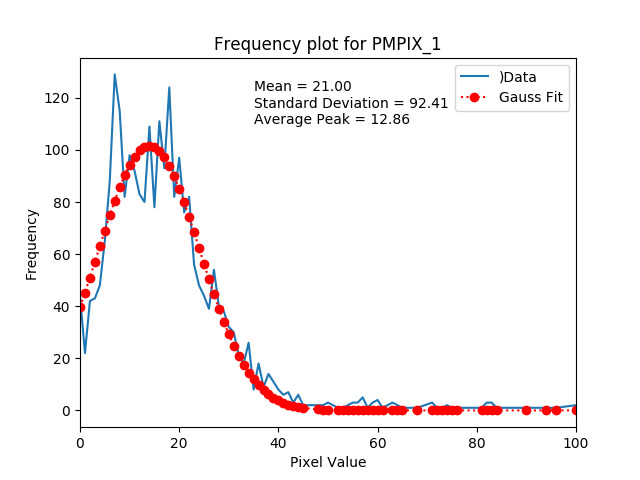 Frequency plot for PMPIX_1
Mean = 21.00
Standard Deviation = 92.41
Average Peak = 12.86
)Data
Gauss Fit
Frequency
120
100
80
60
40
20
0
0 20 40 60 80 100
Pixel Value